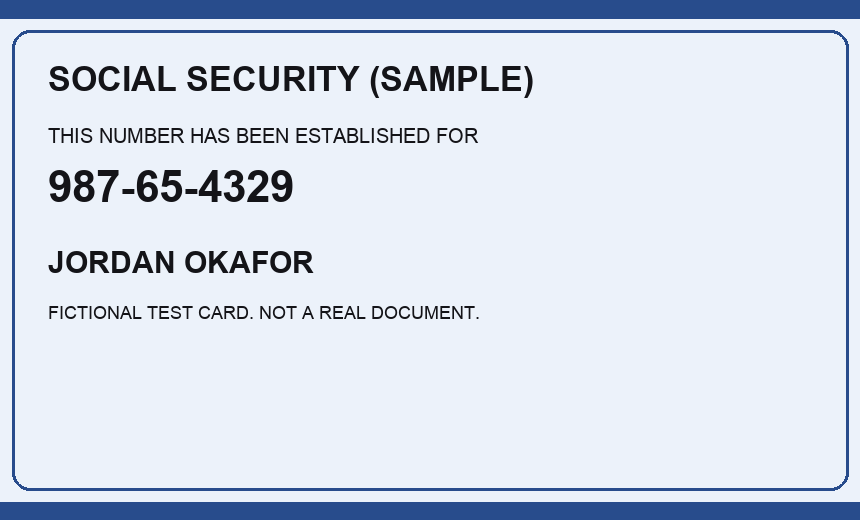 SOCIAL SECURITY (SAMPLE)
THIS NUMBER HAS BEEN ESTABLISHED FOR
987-65-4329
JORDAN OKAFOR
FICTIONAL TEST CARD. NOT A REAL DOCUMENT.